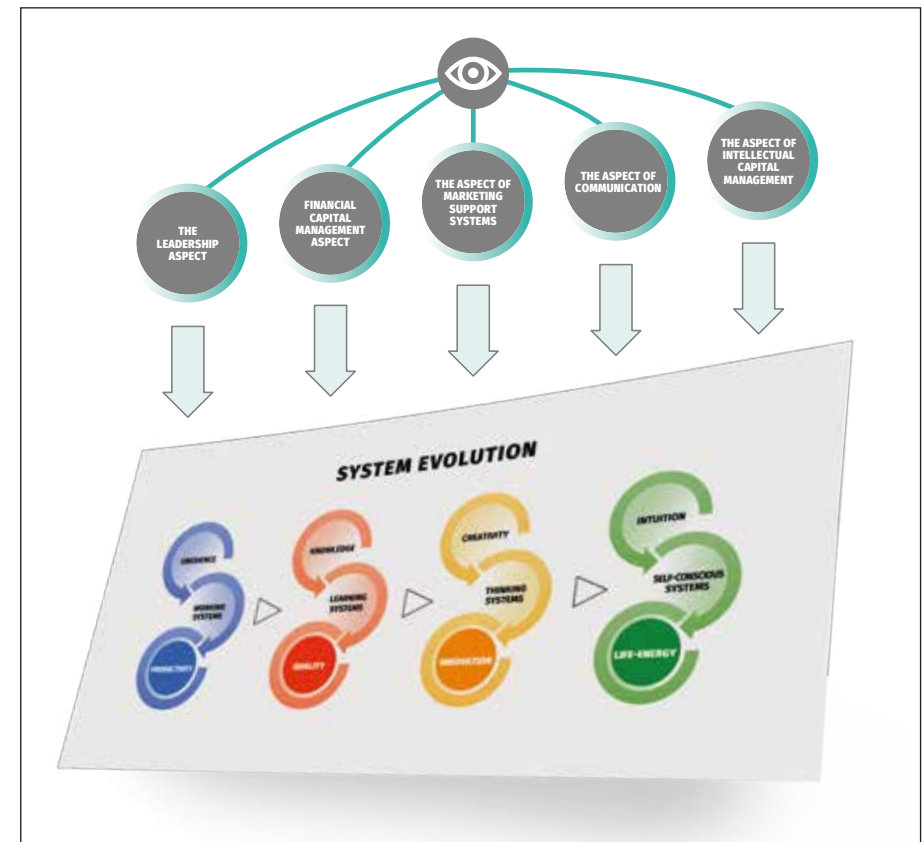 THE
LEADERSHIP
ASPECT
FINANCIAL
CAPITAL
MANAGEMENT
ASPECT
THE ASPECT OF
MARKETING
SUPPORT
SYSTEMS
THE ASPECT OF
COMMUNICATION
THE ASPECT OF
INTELLECTUAL
CAPITAL
MANAGEMENT
SYSTEM EVOLUTION
OBEDIENCE
WORKING
SYSTEMS
PRODUCTIVITY
KNOWLEDGE
LEARNING
SYSTEMS
QUALITY
CREATIVITY
THINKING
SYSTEMS
INNOVATION
INTUITION
SELF-CONSCIOUS
SYSTEMS
LIFE-ENERGY